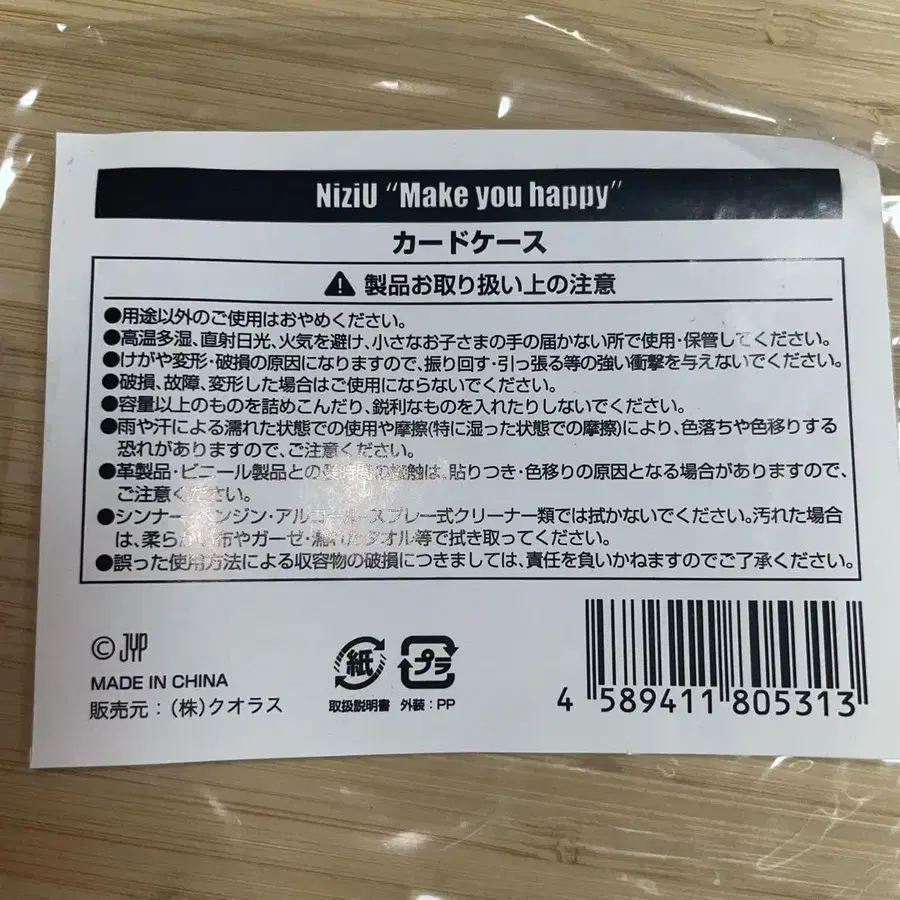 NiziU "Make you happy"
カードケース
製品お取り扱い上の注意
●用途以外のご使用はおやめください。
●高温多湿、直射日光、火気を避け、小さなお子さまの手の届かない所で使用・保管してください。
●けがや変形・破損の原因になりますので、振り回す・引っ張る等の強い衝撃を与えないでください。
●破損、故障、変形した場合はご使用にならないでください。
●容量以上のものを詰めこんだり、鋭利なものを入れたりしないでください。
●雨や汗による濡れた状態での使用や摩擦(特に湿った状態での摩擦)により、色落ちや色移りする
恐れがありますので、ご注意ください。
●革製品・ビニール製品との長時間の接触は、貼りつき・色移りの原因となる場合がありますので、
ご注意ください。
●シンナー・ベンジン・アルコール・スプレー式クリーナー類では拭かないでください。汚れた場合
は、柔らかい布やガーゼ・濡れたタオル等で拭き取ってください。
●誤った使用方法による収容物の破損につきましては、責任を負いかねますのでご了承ください。
© JYP
MADE IN CHINA
販売元：(株)クオラス
紙
取扱説明書
プラ
外装：PP
4 589411 805313